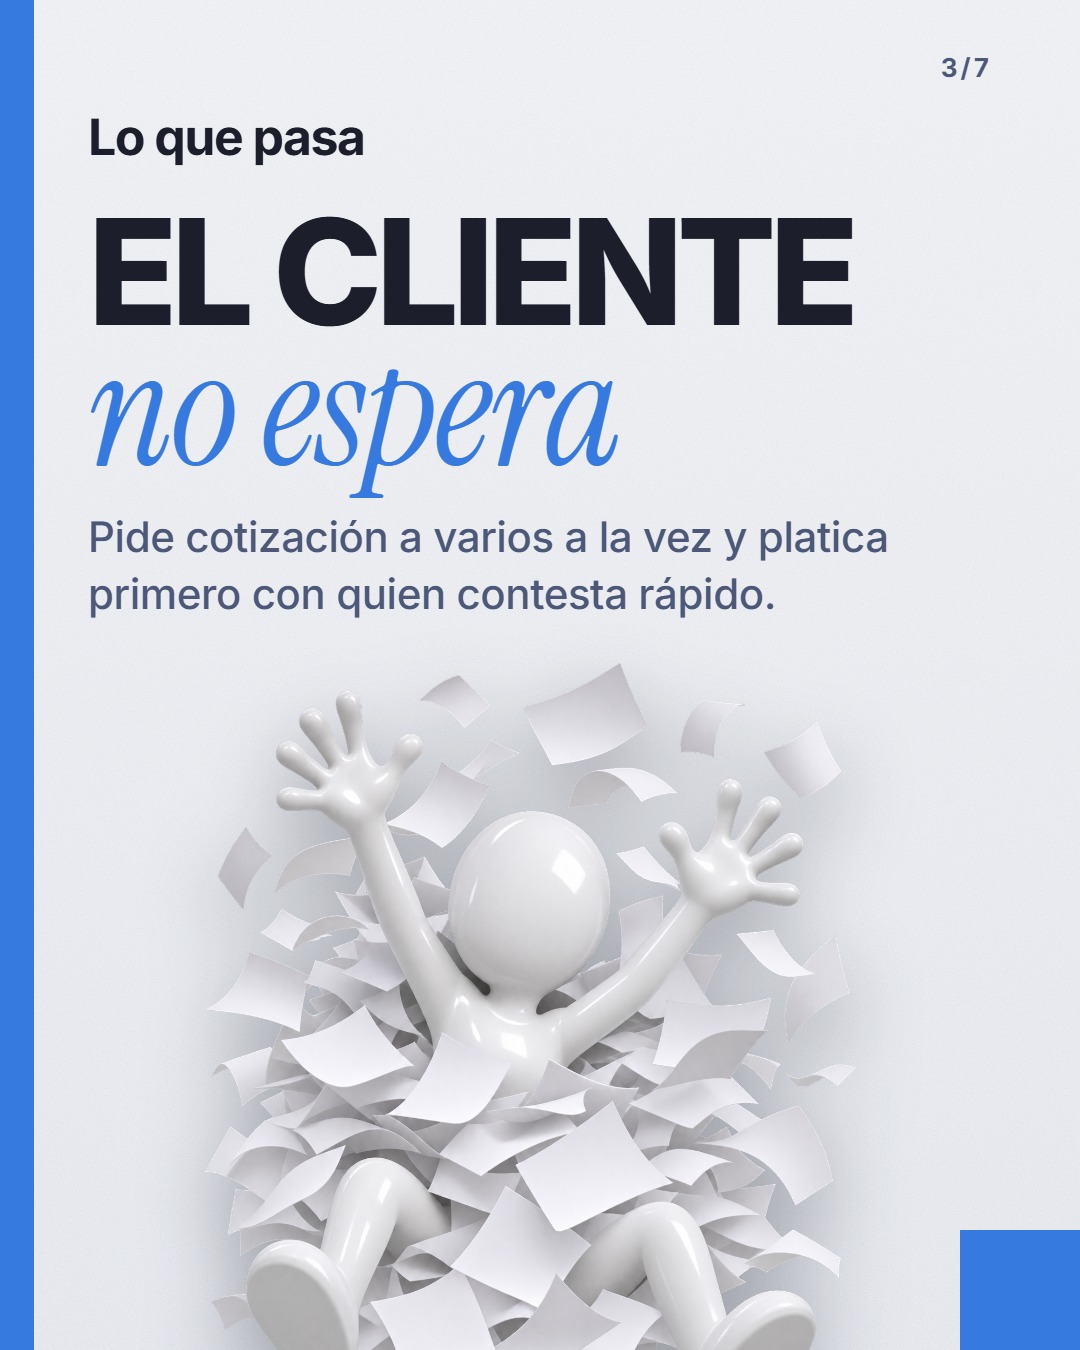 3/7
Lo que pasa
EL CLIENTE
no espera
Pide cotización a varios a la vez y platica
primero con quien contesta rápido.